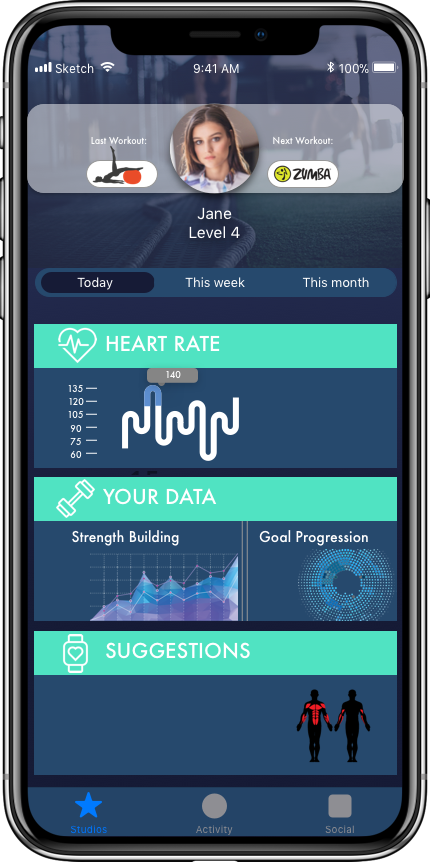 Sketch 9:41 AM 100%
Last Workout: Next Workout:
ZUMBA
Jane
Level 4
Today This week This month
HEART RATE
140
135
120
105
90
75
60
YOUR DATA
Strength Building Goal Progression
SUGGESTIONS
Studios Activity Social